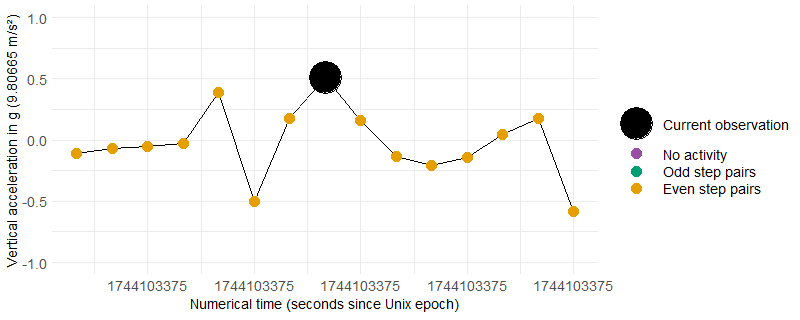 Vertical acceleration in g (9.80665 m/s²)
1.0
0.5
0.0
-0.5
-1.0
1744103375 1744103375 1744103375 1744103375 1744103375
Numerical time (seconds since Unix epoch)
Current observation
No activity
Odd step pairs
Even step pairs